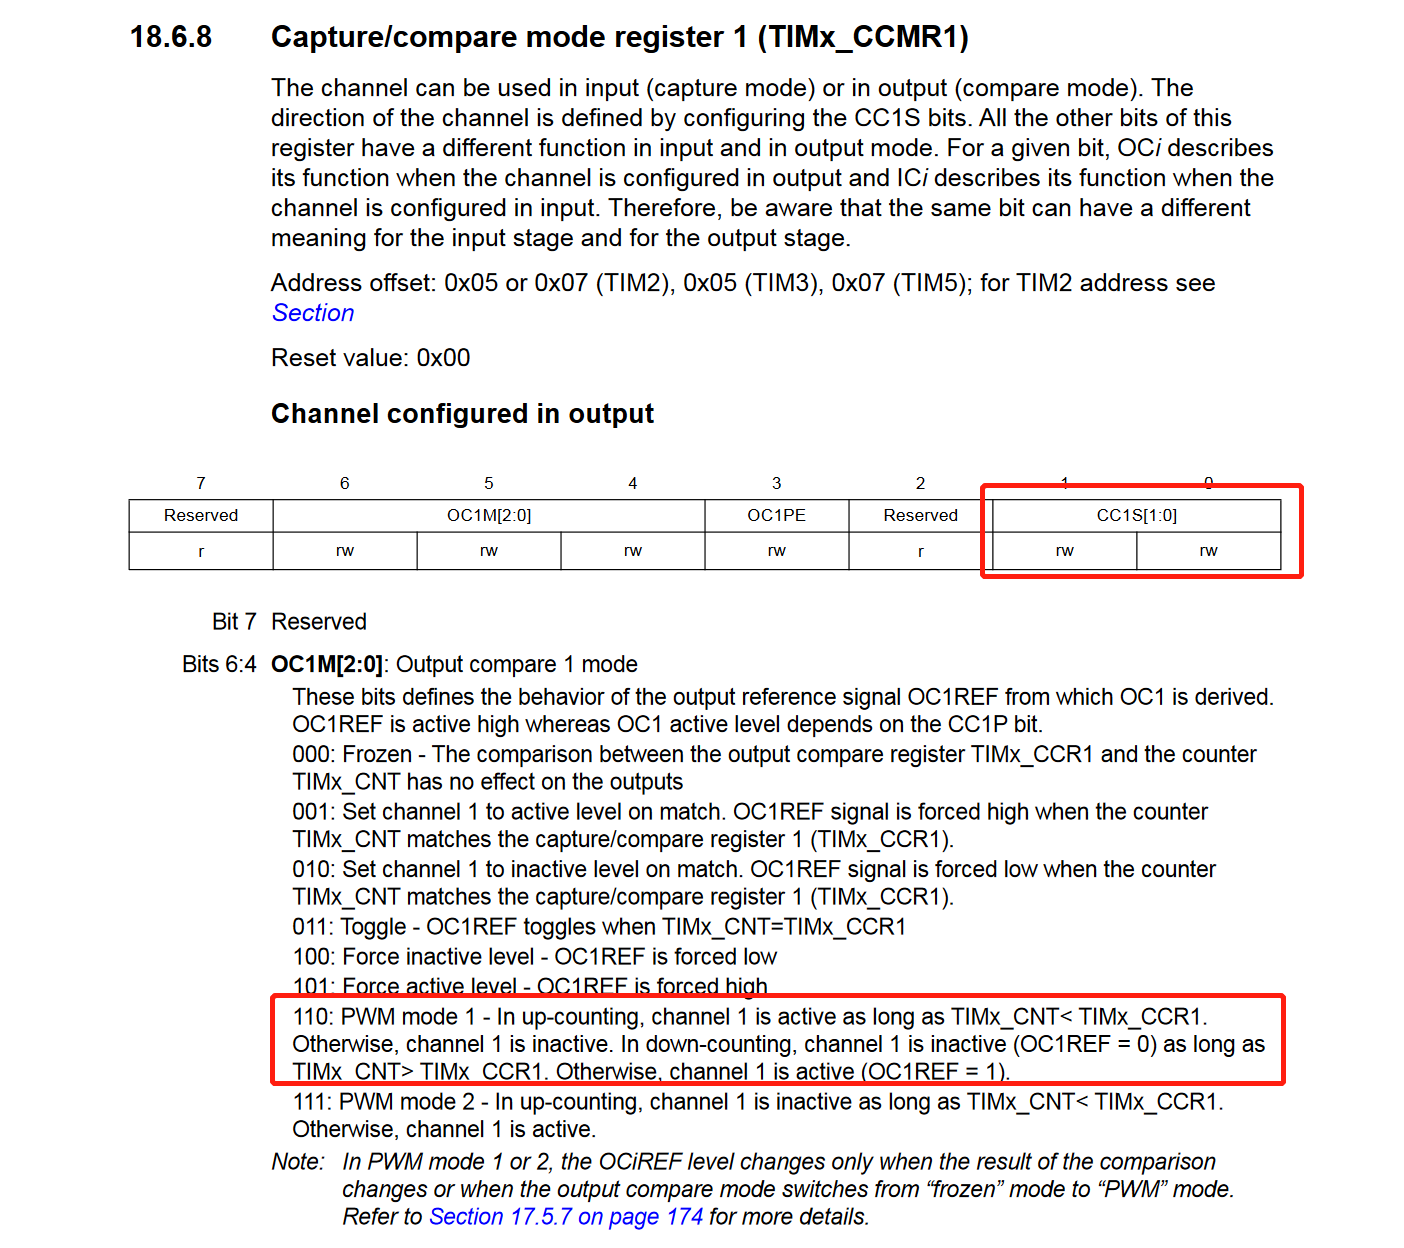 18.6.8 Capture/compare mode register 1 (TIMx_CCMR1)
The channel can be used in input (capture mode) or in output (compare mode). The
direction of the channel is defined by configuring the CC1S bits. All the other bits of this
register have a different function in input and in output mode. For a given bit, OCi describes
its function when the channel is configured in output and ICi describes its function when the
channel is configured in input. Therefore, be aware that the same bit can have a different
meaning for the input stage and for the output stage.
Address offset: 0x05 or 0x07 (TIM2), 0x05 (TIM3), 0x07 (TIM5); for TIM2 address see
Section
Reset value: 0x00
Channel configured in output
7 6 5 4 3 2 1 0
Reserved OC1M[2:0] OC1PE Reserved CC1S[1:0]
r rw rw rw rw r rw rw
Bit 7 Reserved
Bits 6:4 OC1M[2:0]: Output compare 1 mode
These bits defines the behavior of the output reference signal OC1REF from which OC1 is derived.
OC1REF is active high whereas OC1 active level depends on the CC1P bit.
000: Frozen - The comparison between the output compare register TIMx_CCR1 and the counter
TIMx_CNT has no effect on the outputs
001: Set channel 1 to active level on match. OC1REF signal is forced high when the counter
TIMx_CNT matches the capture/compare register 1 (TIMx_CCR1).
010: Set channel 1 to inactive level on match. OC1REF signal is forced low when the counter
TIMx_CNT matches the capture/compare register 1 (TIMx_CCR1).
011: Toggle - OC1REF toggles when TIMx_CNT=TIMx_CCR1
100: Force inactive level - OC1REF is forced low
101: Force active level - OC1REF is forced high
110: PWM mode 1 - In up-counting, channel 1 is active as long as TIMx_CNT< TIMx_CCR1.
Otherwise, channel 1 is inactive. In down-counting, channel 1 is inactive (OC1REF = 0) as long as
TIMx_CNT> TIMx_CCR1. Otherwise, channel 1 is active (OC1REF = 1).
111: PWM mode 2 - In up-counting, channel 1 is inactive as long as TIMx_CNT< TIMx_CCR1.
Otherwise, channel 1 is active.
Note: In PWM mode 1 or 2, the OCiREF level changes only when the result of the comparison
changes or when the output compare mode switches from “frozen” mode to “PWM” mode.
Refer to Section 17.5.7 on page 174 for more details.